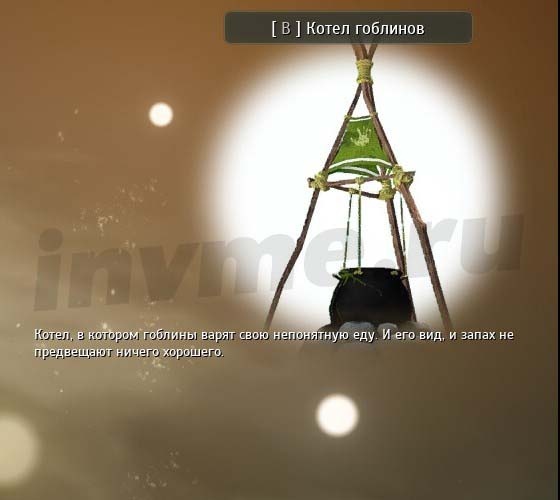 [ B ] Котел гоблинов
invme.ru
Котел, в котором гоблины варят свою непонятную еду. И его вид, и запах не
предвещают ничего хорошего.